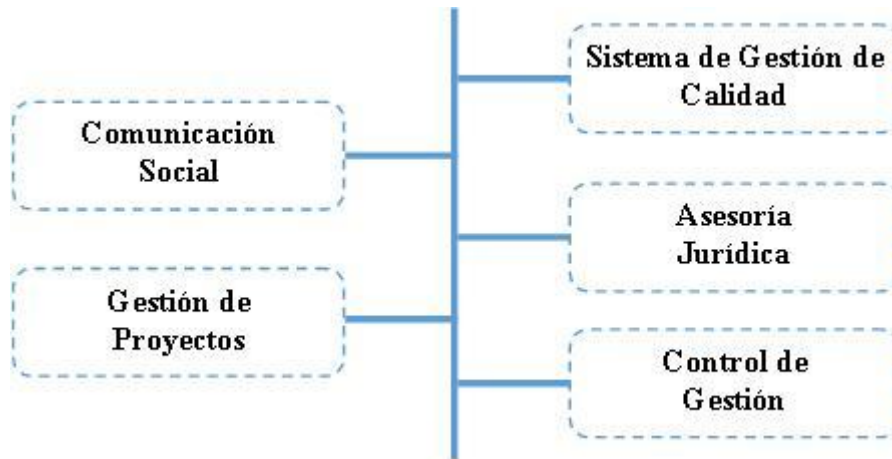 Sistema de Gestión de
Calidad
Comunicación
Social
Asesoría
Jurídica
Gestión de
Proyectos
Control de
Gestión